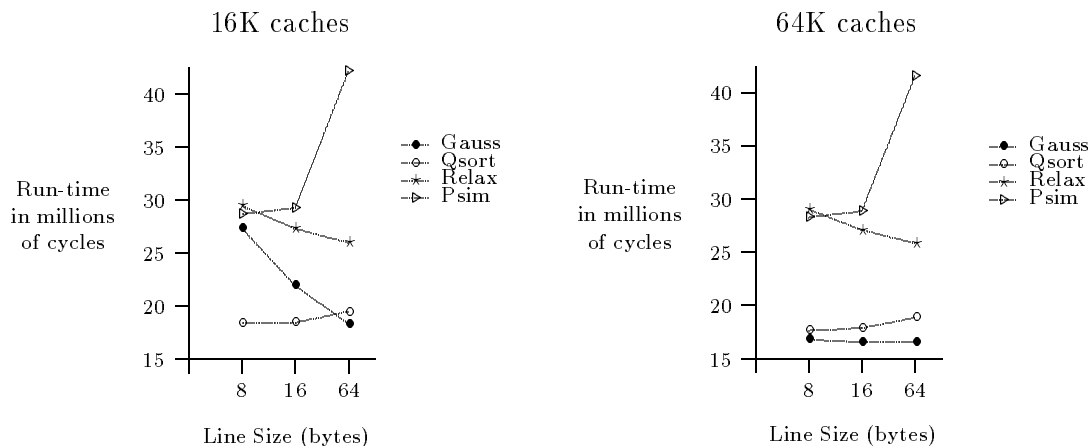 16K caches
40
35
30
25
20
15
8 16 64
Run-time
in millions
of cycles
Line Size (bytes)
Gauss
Qsort
Relax
Psim
64K caches
40
35
30
25
20
15
8 16 64
Run-time
in millions
of cycles
Line Size (bytes)
Gauss
Qsort
Relax
Psim